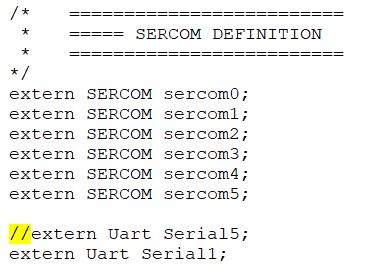 /*   =========================
 *   ===== SERCOM DEFINITION
 *   =========================
*/
extern SERCOM sercom0;
extern SERCOM sercom1;
extern SERCOM sercom2;
extern SERCOM sercom3;
extern SERCOM sercom4;
extern SERCOM sercom5;

//extern Uart Serial5;
extern Uart Serial1;